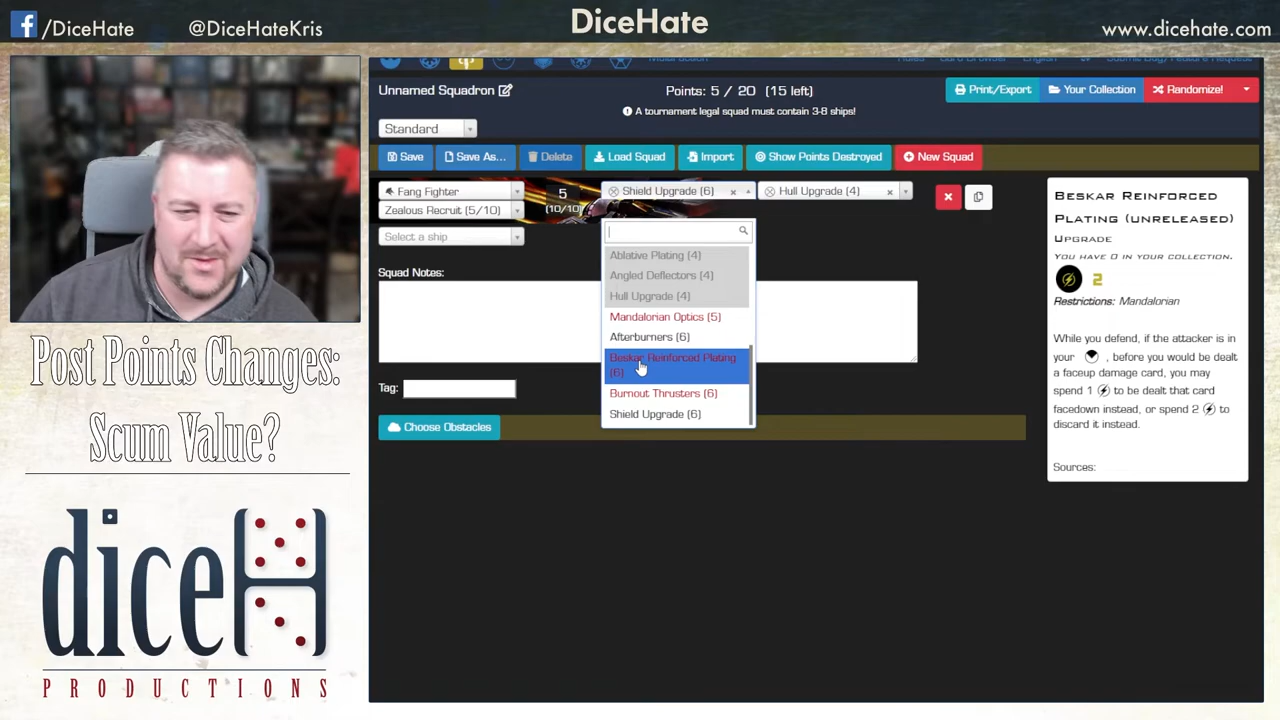 /DiceHate
@DiceHateKris
DiceHate
www.dicehate.com
Unnamed Squadron
Points: 5 / 20 (15 left)
Print/Export
Your Collection
Randomize!
A tournament legal squad must contain 3-8 ships!
Standard
Save
Save As...
Delete
Load Squad
Import
Show Points Destroyed
New Squad
Fang Fighter
5
Shield Upgrade (6)
Hull Upgrade (4)
Zealous Recruit (5/10)
(10/10)
Select a ship
Ablative Plating (4)
Angled Deflectors (4)
Hull Upgrade (4)
Mandalorian Optics (5)
Afterburners (6)
Beskar Reinforced Plating
(6)
Burnout Thrusters (6)
Shield Upgrade (6)
Squad Notes:
Tag:
Choose Obstacles
Beskar Reinforced
Plating (Unreleased)
Upgrade
You have 0 in your collection.
2
Restrictions: Mandalorian
While you defend, if the attacker is in
your , before you would be dealt
a faceup damage card, you may
spend 1 to be dealt that card
facedown instead, or spend 2 to
discard it instead.
Sources:
Post Points Changes:
Scum Value?
dice H
PRODUCTIONS